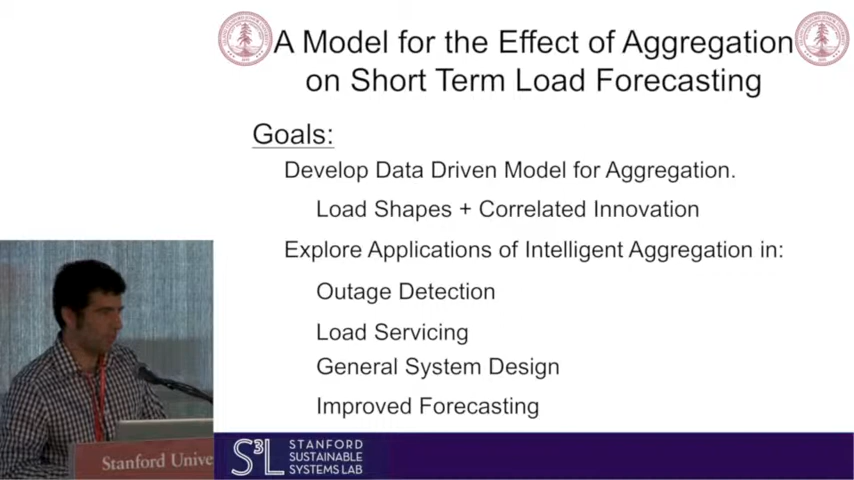 A Model for the Effect of Aggregation
on Short Term Load Forecasting
Goals:
Develop Data Driven Model for Aggregation.
Load Shapes + Correlated Innovation
Explore Applications of Intelligent Aggregation in:
Outage Detection
Load Servicing
General System Design
Improved Forecasting
Stanford Unive
S³L STANFORD
SUSTAINABLE
SYSTEMS LAB